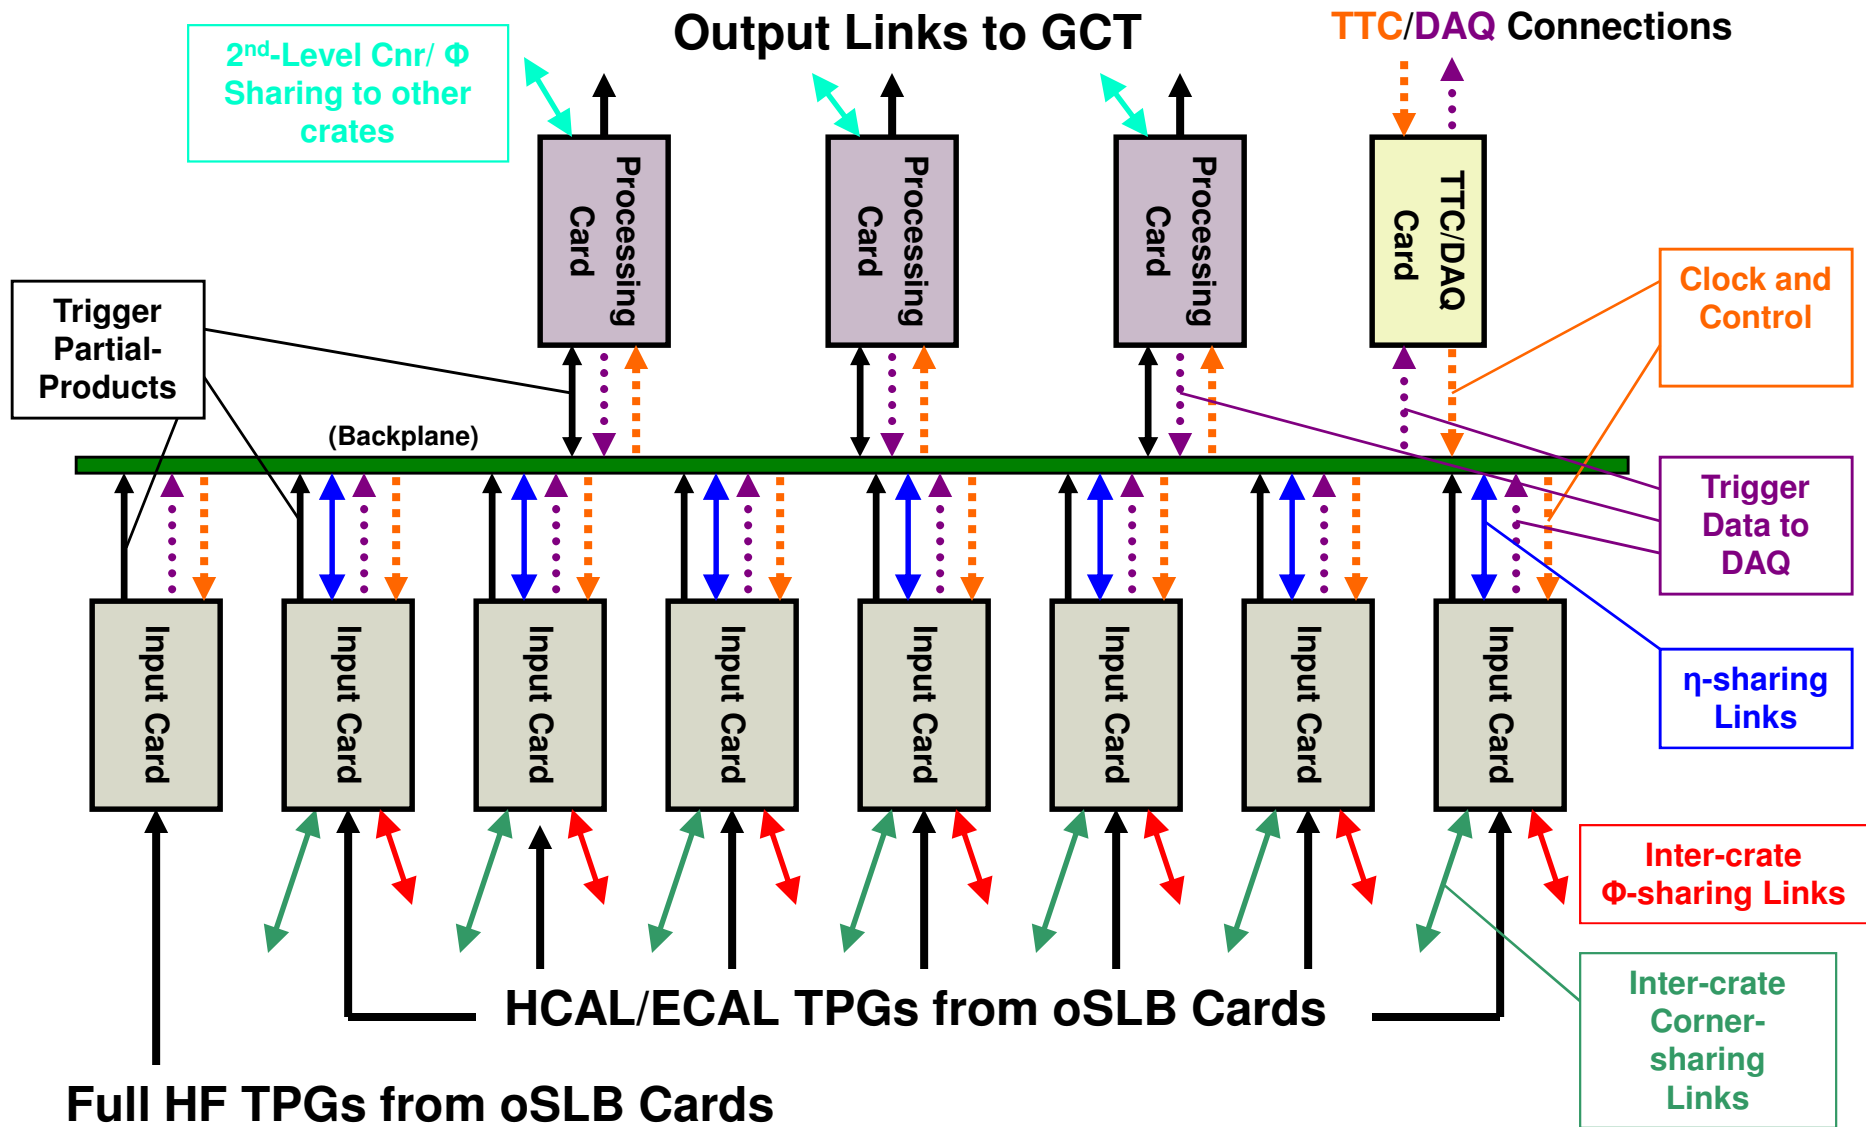 Output Links to GCT
TTC/DAQ Connections
2nd-Level Cnr/ Φ
Sharing to other
crates
Processing
Card
Processing
Card
Processing
Card
TTC/DAQ
Card
Clock and
Control
Trigger
Partial-
Products
(Backplane)
Trigger
Data to
DAQ
η-sharing
Links
Input Card
Input Card
Input Card
Input Card
Input Card
Input Card
Input Card
Input Card
Inter-crate
Φ-sharing Links
Inter-crate
Corner-
sharing
Links
HCAL/ECAL TPGs from oSLB Cards
Full HF TPGs from oSLB Cards